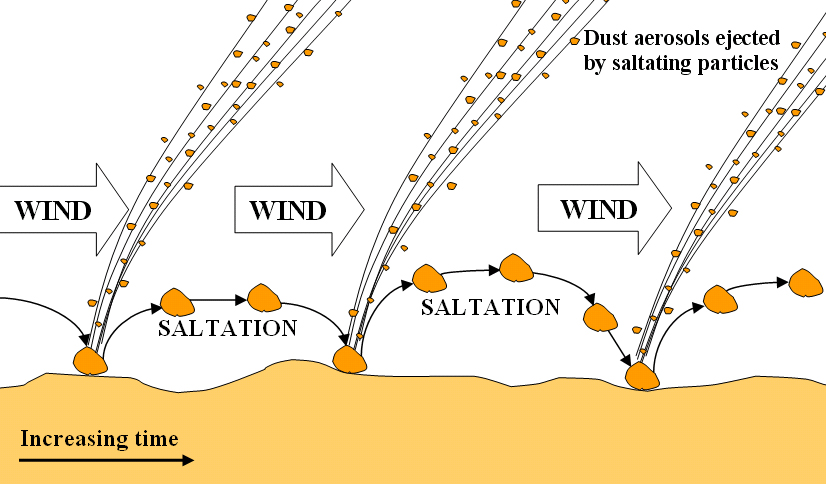 Dust aerosols ejected
by saltating particles
WIND
WIND
WIND
SALTATION
SALTATION
Increasing time